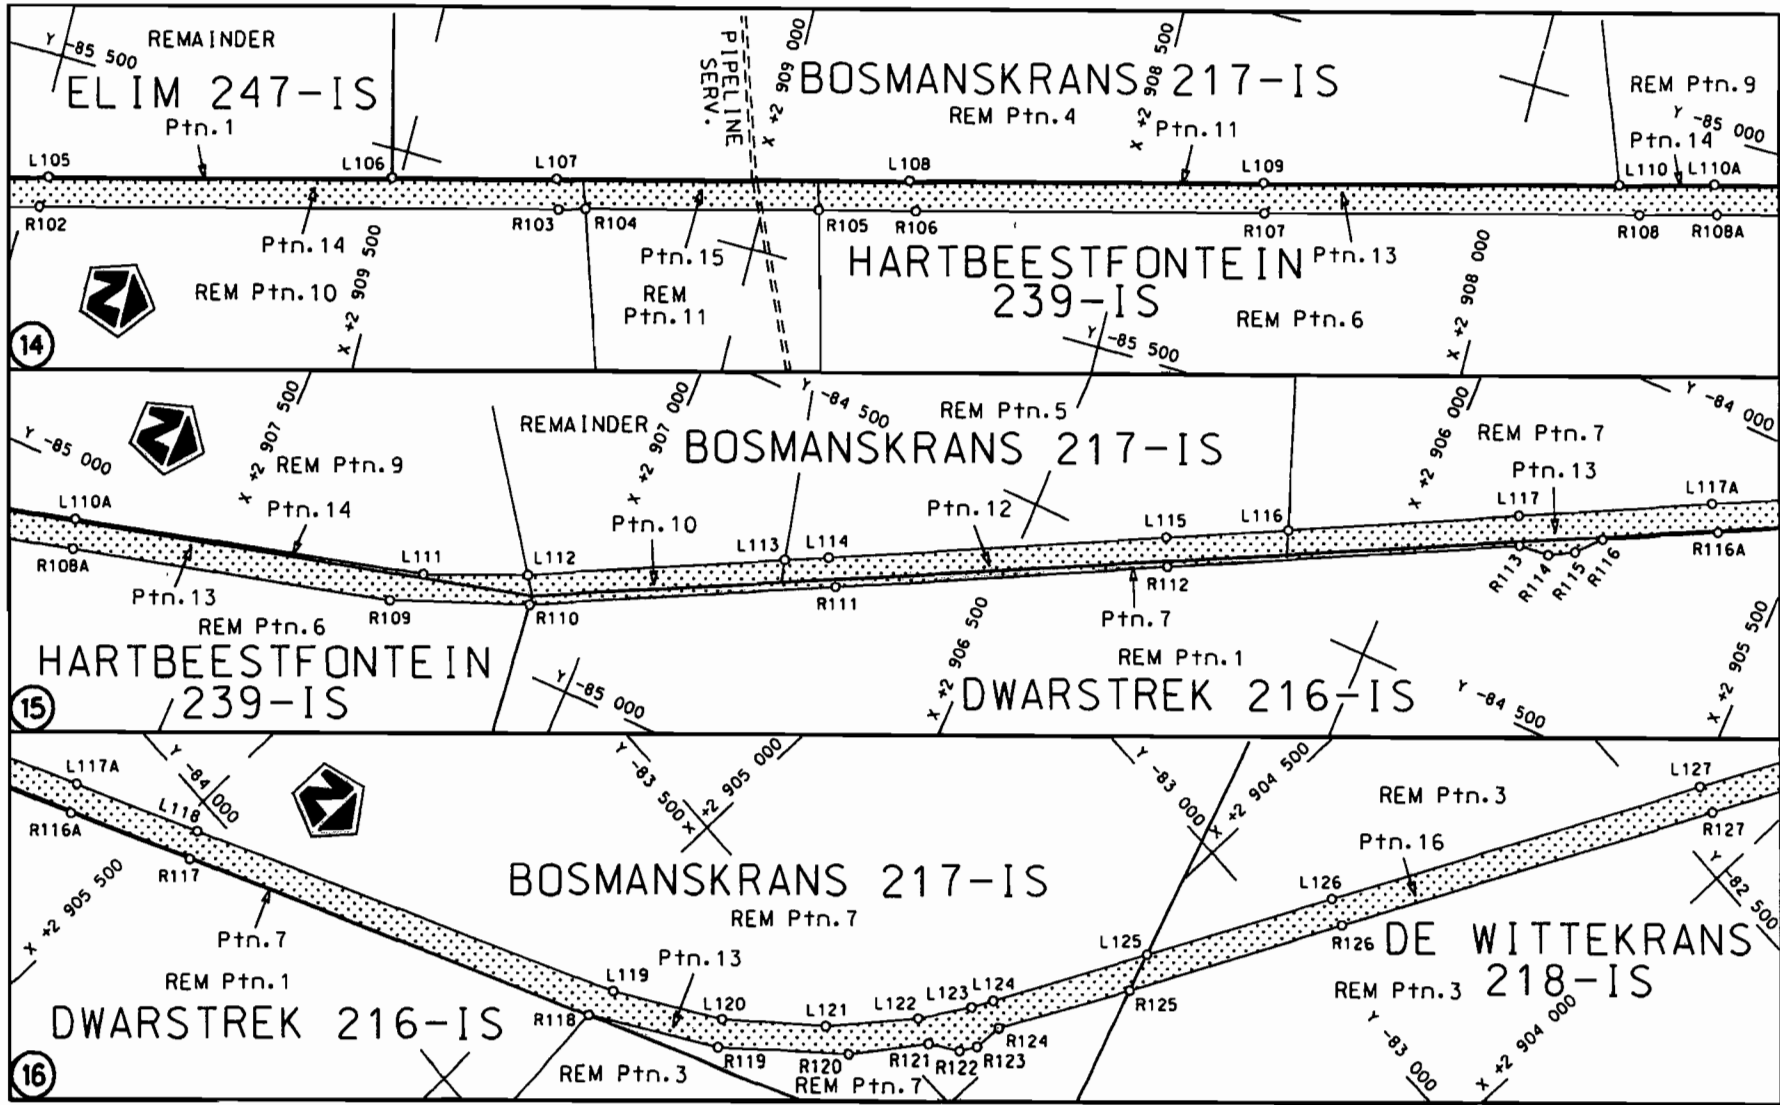 Y -85 500
REMAINDER
ELIM 247-IS
Ptn.1
PIPELINE
SERV.
X +2 909 000
BOSMANSKRANS 217-IS
REM Ptn.4
X +2 908 500
Ptn.11
REM Ptn.9
Y -85 000
Ptn.14
L105
L106
L107
L108
L109
L110
L110A
R102
R103
R104
R105
R106
R107
R108
R108A
Ptn.14
REM Ptn.10
X +2 909 500
Ptn.15
REM
Ptn.11
HARTBEESTFONTEIN
239-IS
Ptn.13
REM Ptn.6
Y -85 500
X +2 908 000
14
Y -85 000
X +2 907 500
REM Ptn.9
Ptn.14
REMAINDER
X +2 907 000
Y -84 500
REM Ptn.5
BOSMANSKRANS 217-IS
X +2 906 000
REM Ptn.7
Ptn.13
Y -84 000
L110A
L111
L112
Ptn.10
L113
L114
Ptn.12
L115
L116
L117
L117A
R108A
R109
R110
R111
R112
R113
R114
R115
R116
R116A
Ptn.13
REM Ptn.6
HARTBEESTFONTEIN
239-IS
Y -85 000
X +2 906 500
Ptn.7
REM Ptn.1
DWARSTREK 216-IS
Y -84 500
X +2 905 500
15
L117A
Y -84 000
L118
Y -83 500
X +2 905 000
Y -83 000
X +2 904 500
REM Ptn.3
L127
R116A
R117
R127
Ptn.16
X +2 905 500
BOSMANSKRANS 217-IS
REM Ptn.7
L126
Y -82 500
Ptn.7
REM Ptn.1
DWARSTREK 216-IS
L119
Ptn.13
L120
L121
L122
L123
L124
L125
R126
DE WITTEKRANS
218-IS
REM Ptn.3
R118
R119
R120
R121
R122
R123
R124
R125
REM Ptn.3
REM Ptn.7
Y -83 000
X +2 904 000
16